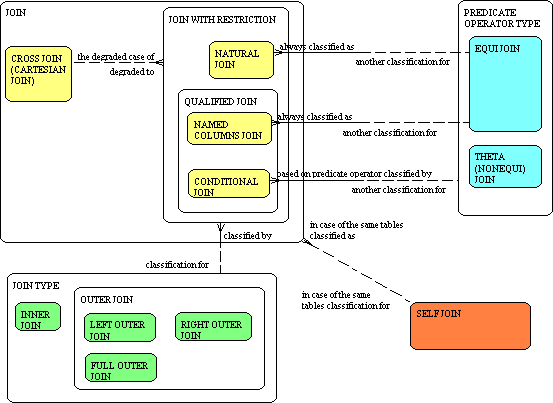 JOIN
JOIN WITH RESTRICTION
PREDICATE
OPERATOR TYPE
CROSS JOIN
(CARTESIAN
JOIN)
the degraded case of
degraded to
NATURAL
JOIN
always classified as
another classification for
EQUI JOIN
QUALIFIED JOIN
NAMED
COLUMNS JOIN
always classified as
another classification for
CONDITIONAL
JOIN
based on predicate operator classified by
another classification for
THETA
(NONEQUI)
JOIN
classified by
classification for
in case of the same tables
classified as
in case of the same
tables classification for
JOIN TYPE
INNER
JOIN
OUTER JOIN
LEFT OUTER
JOIN
RIGHT OUTER
JOIN
FULL OUTER
JOIN
SELF JOIN